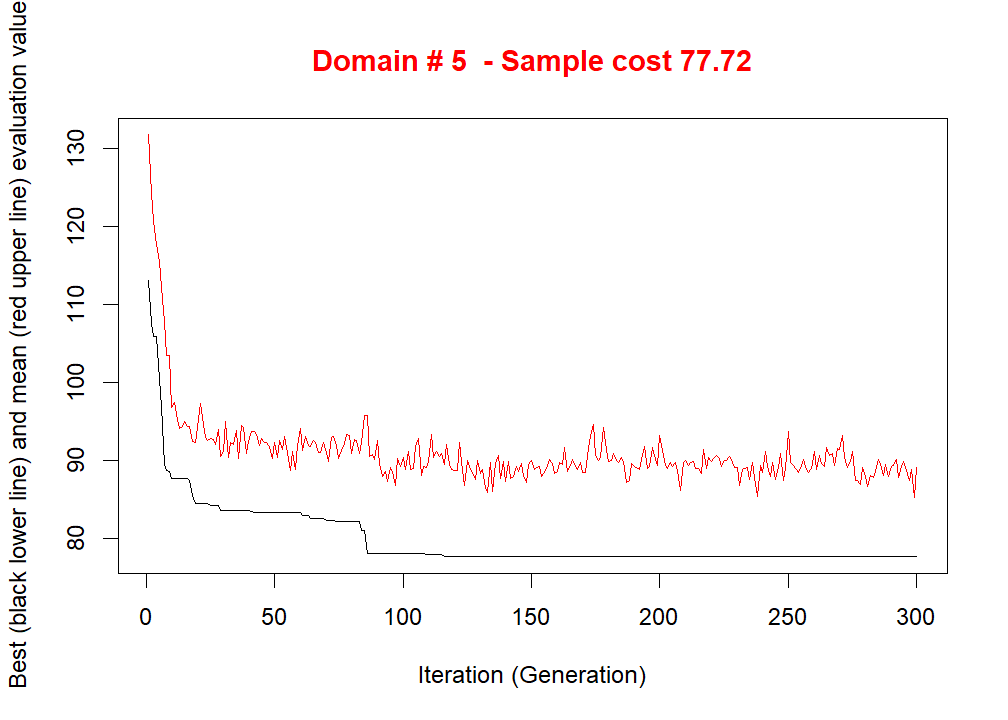 Domain # 5  - Sample cost 77.72
Best (black lower line) and mean (red upper line) evaluation value
130
120
110
100
90
80
0 50 100 150 200 250 300
Iteration (Generation)